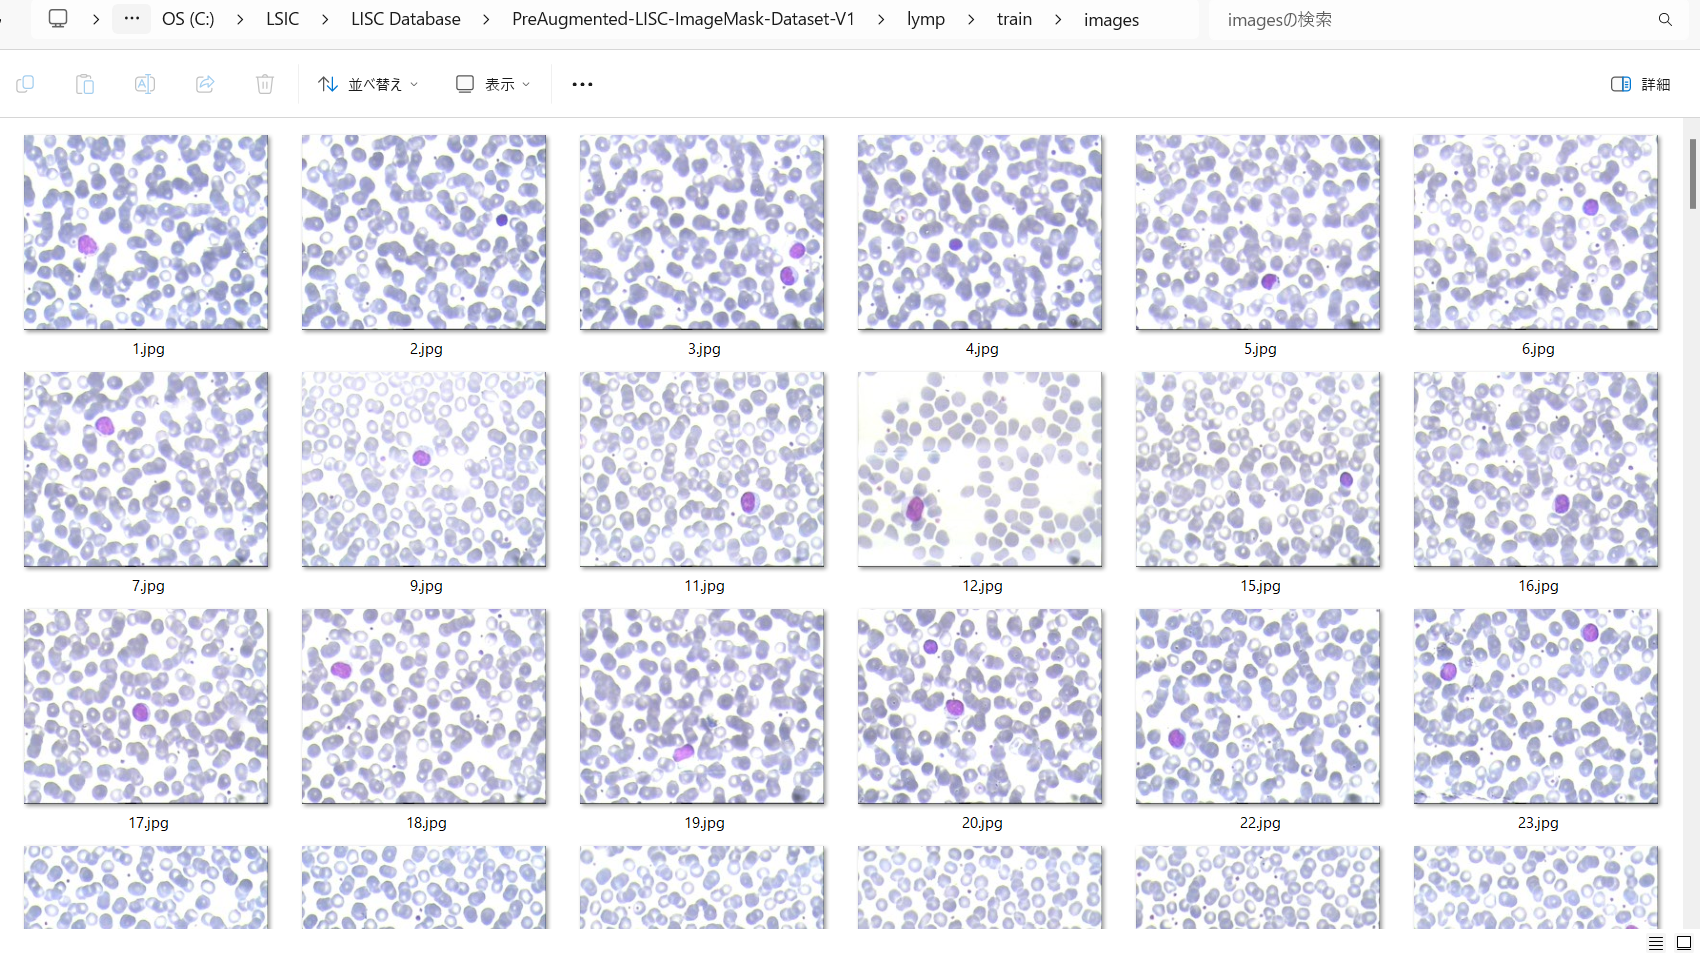 OS (C:) > LSIC > LISC Database > PreAugmented-LISC-ImageMask-Dataset-V1 > lymp > train > images
imagesの検索
並べ替え 表示 詳細
1.jpg 2.jpg 3.jpg 4.jpg 5.jpg 6.jpg
7.jpg 9.jpg 11.jpg 12.jpg 15.jpg 16.jpg
17.jpg 18.jpg 19.jpg 20.jpg 22.jpg 23.jpg